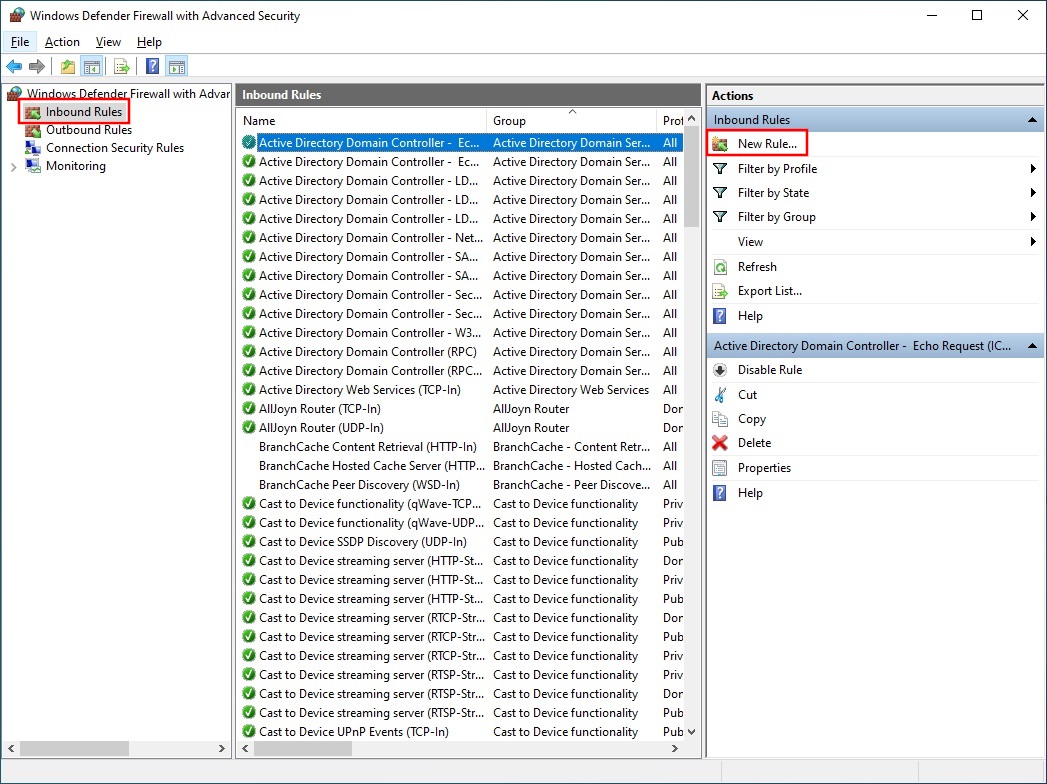 Windows Defender Firewall with Advanced Security
File Action View Help
Windows Defender Firewall with Advan
Inbound Rules
Outbound Rules
Connection Security Rules
Monitoring
Inbound Rules
Name Group Prof
Active Directory Domain Controller - Ec... Active Directory Domain Ser... All
Active Directory Domain Controller - Ec... Active Directory Domain Ser... All
Active Directory Domain Controller - LD... Active Directory Domain Ser... All
Active Directory Domain Controller - LD... Active Directory Domain Ser... All
Active Directory Domain Controller - LD... Active Directory Domain Ser... All
Active Directory Domain Controller - Net... Active Directory Domain Ser... All
Active Directory Domain Controller - SA... Active Directory Domain Ser... All
Active Directory Domain Controller - SA... Active Directory Domain Ser... All
Active Directory Domain Controller - Sec... Active Directory Domain Ser... All
Active Directory Domain Controller - Sec... Active Directory Domain Ser... All
Active Directory Domain Controller - W3... Active Directory Domain Ser... All
Active Directory Domain Controller (RPC) Active Directory Domain Ser... All
Active Directory Domain Controller (RPC... Active Directory Domain Ser... All
Active Directory Web Services (TCP-In) Active Directory Web Services All
AllJoyn Router (TCP-In) AllJoyn Router Don
AllJoyn Router (UDP-In) AllJoyn Router Don
BranchCache Content Retrieval (HTTP-In) BranchCache - Content Retr... All
BranchCache Hosted Cache Server (HTTP... BranchCache - Hosted Cach... All
BranchCache Peer Discovery (WSD-In) BranchCache - Peer Discove... All
Cast to Device functionality (qWave-TCP... Cast to Device functionality Priv
Cast to Device functionality (qWave-UDP... Cast to Device functionality Priv
Cast to Device SSDP Discovery (UDP-In) Cast to Device functionality Pub
Cast to Device streaming server (HTTP-St... Cast to Device functionality Don
Cast to Device streaming server (HTTP-St... Cast to Device functionality Priv
Cast to Device streaming server (HTTP-St... Cast to Device functionality Pub
Cast to Device streaming server (RTCP-Str... Cast to Device functionality Don
Cast to Device streaming server (RTCP-Str... Cast to Device functionality Pub
Cast to Device streaming server (RTCP-Str... Cast to Device functionality Priv
Cast to Device streaming server (RTSP-Str... Cast to Device functionality Priv
Cast to Device streaming server (RTSP-Str... Cast to Device functionality Don
Cast to Device streaming server (RTSP-Str... Cast to Device functionality Pub
Cast to Device UPnP Events (TCP-In) Cast to Device functionality Pub
Actions
Inbound Rules
New Rule...
Filter by Profile
Filter by State
Filter by Group
View
Refresh
Export List...
Help
Active Directory Domain Controller - Echo Request (IC...
Disable Rule
Cut
Copy
Delete
Properties
Help